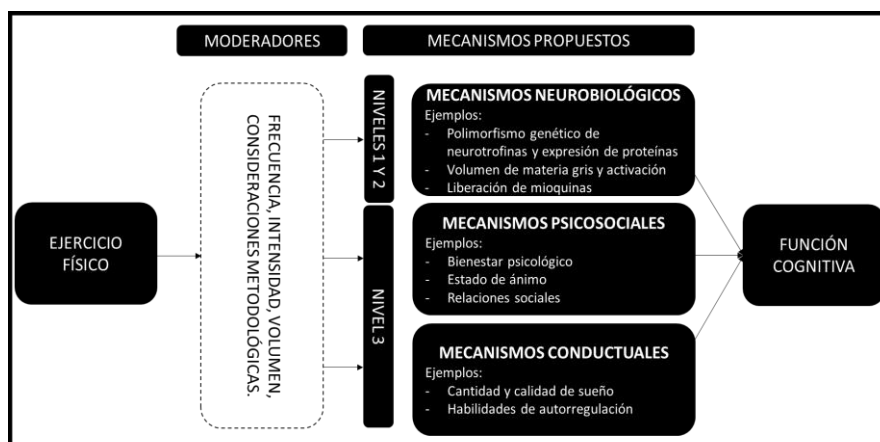 MODERADORES
MECANISMOS PROPUESTOS
EJERCICIO
FÍSICO
FRECUENCIA, INTENSIDAD, VOLUMEN,
CONSIDERACIONES METODOLÓGICAS.
NIVELES 1 Y 2
MECANISMOS NEUROBIOLÓGICOS
Ejemplos:
- Polimorfismo genético de
neurotrofinas y expresión de proteínas
- Volumen de materia gris y activación
- Liberación de mioquinas
NIVEL 3
MECANISMOS PSICOSOCIALES
Ejemplos:
- Bienestar psicológico
- Estado de ánimo
- Relaciones sociales
MECANISMOS CONDUCTUALES
Ejemplos:
- Cantidad y calidad de sueño
- Habilidades de autorregulación
FUNCIÓN
COGNITIVA